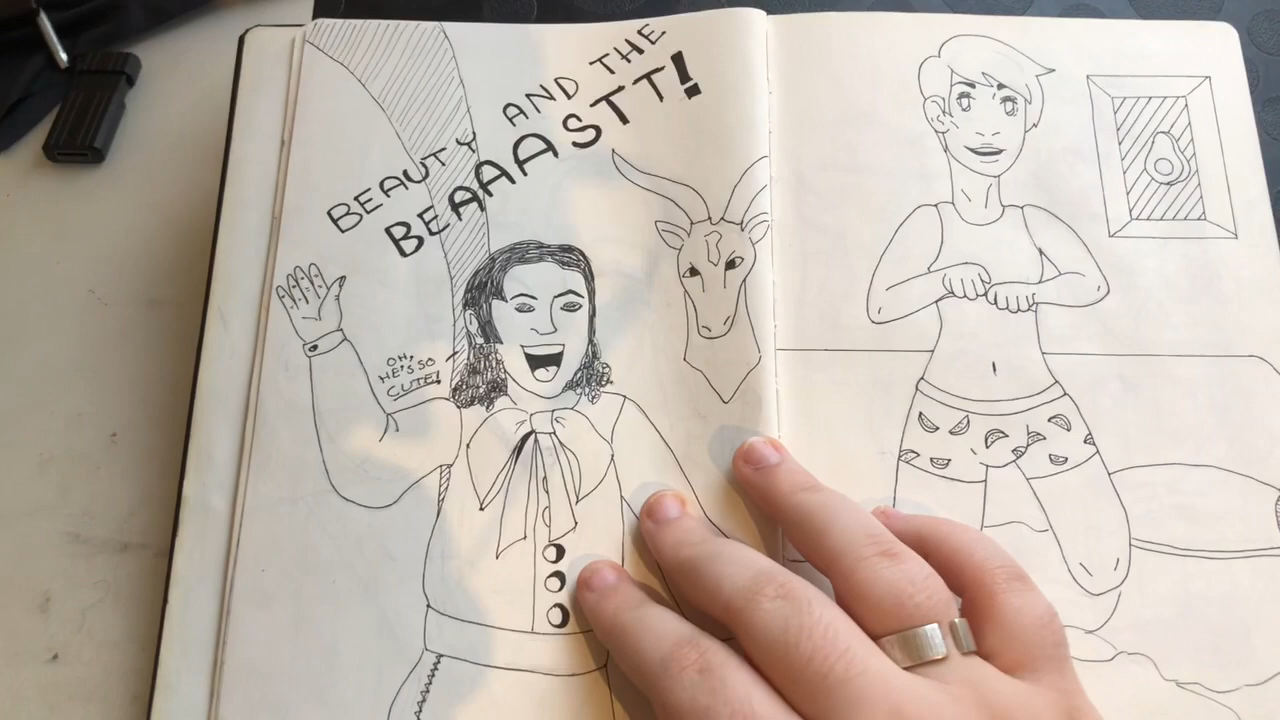 BEAUTY AND THE
BEAAASTT!
OH,
HE'S SO
CUTE!